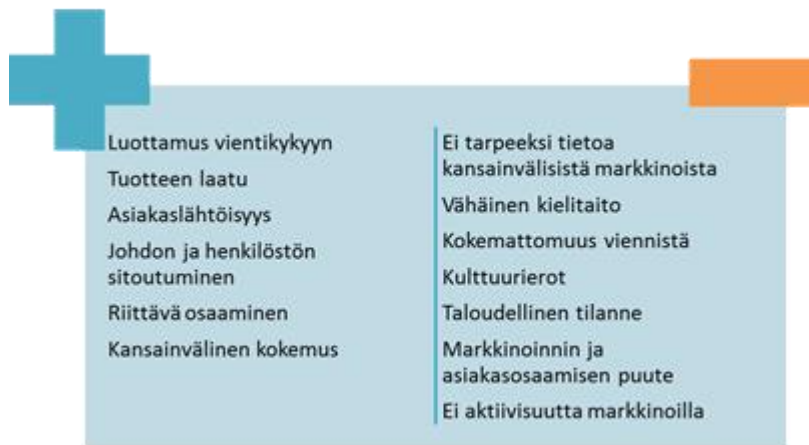 Luottamus vientikykyyn
Tuotteen laatu
Asiakaslähtöisyys
Johdon ja henkilöstön
sitoutuminen
Riittävä osaaminen
Kansainvälinen kokemus
Ei tarpeeksi tietoa
kansainvälisistä markkinoista
Vähäinen kielitaito
Kokemattomuus viennistä
Kulttuurierot
Taloudellinen tilanne
Markkinoinnin ja
asiakasosaamisen puute
Ei aktiivisuutta markkinoilla